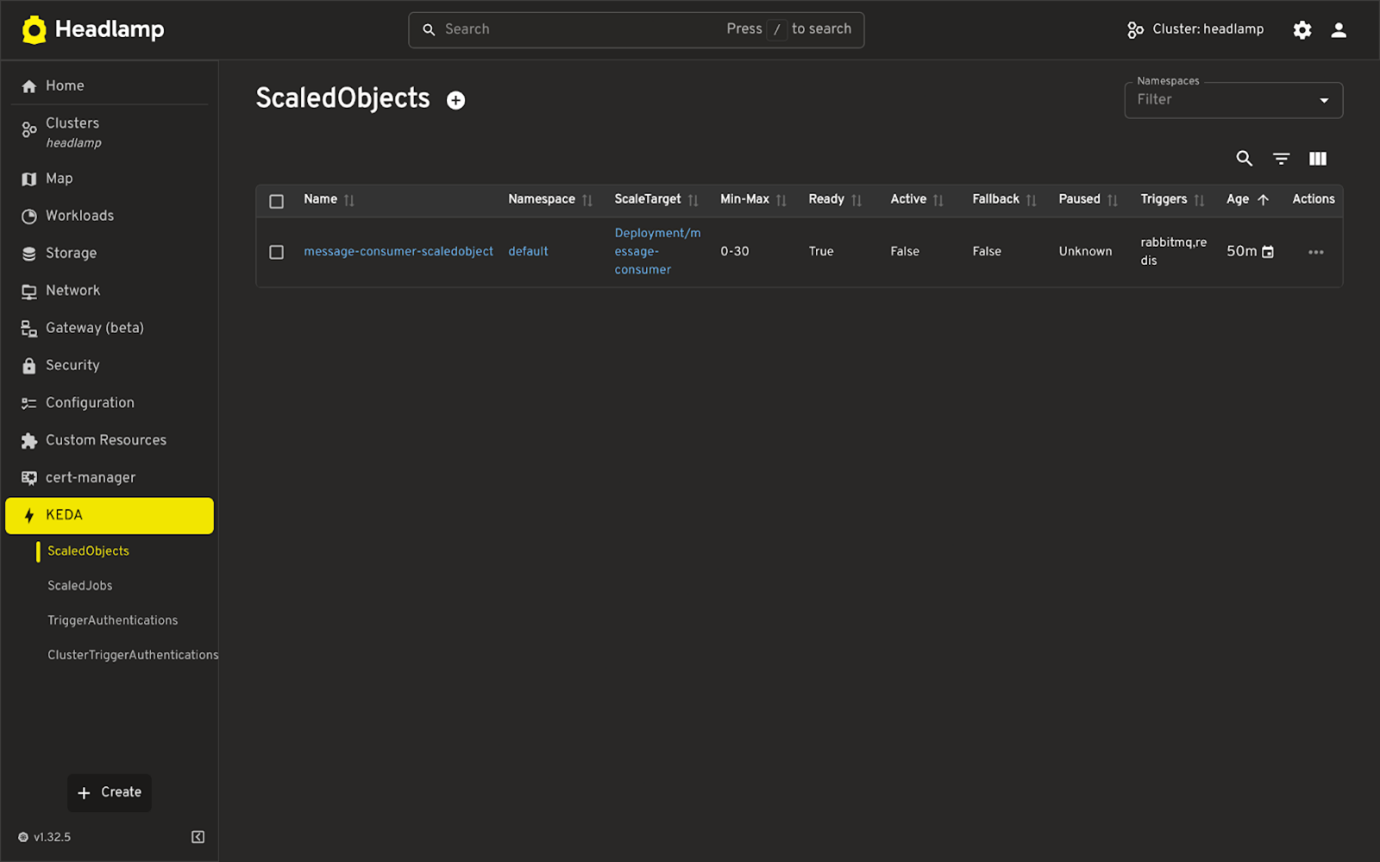 Headlamp
Search
Press / to search
Cluster: headlamp
Home
Clusters
headlamp
Map
Workloads
Storage
Network
Gateway (beta)
Security
Configuration
Custom Resources
cert-manager
KEDA
ScaledObjects
ScaledJobs
TriggerAuthentications
ClusterTriggerAuthentications
Create
v1.32.5
ScaledObjects
Namespaces
Filter
Name Namespace ScaleTarget Min-Max Ready Active Fallback Paused Triggers Age Actions
message-consumer-scaledobject
default
Deployment/m
essage-
consumer
0-30
True
False
False
Unknown
rabbitmq,re
dis
50m